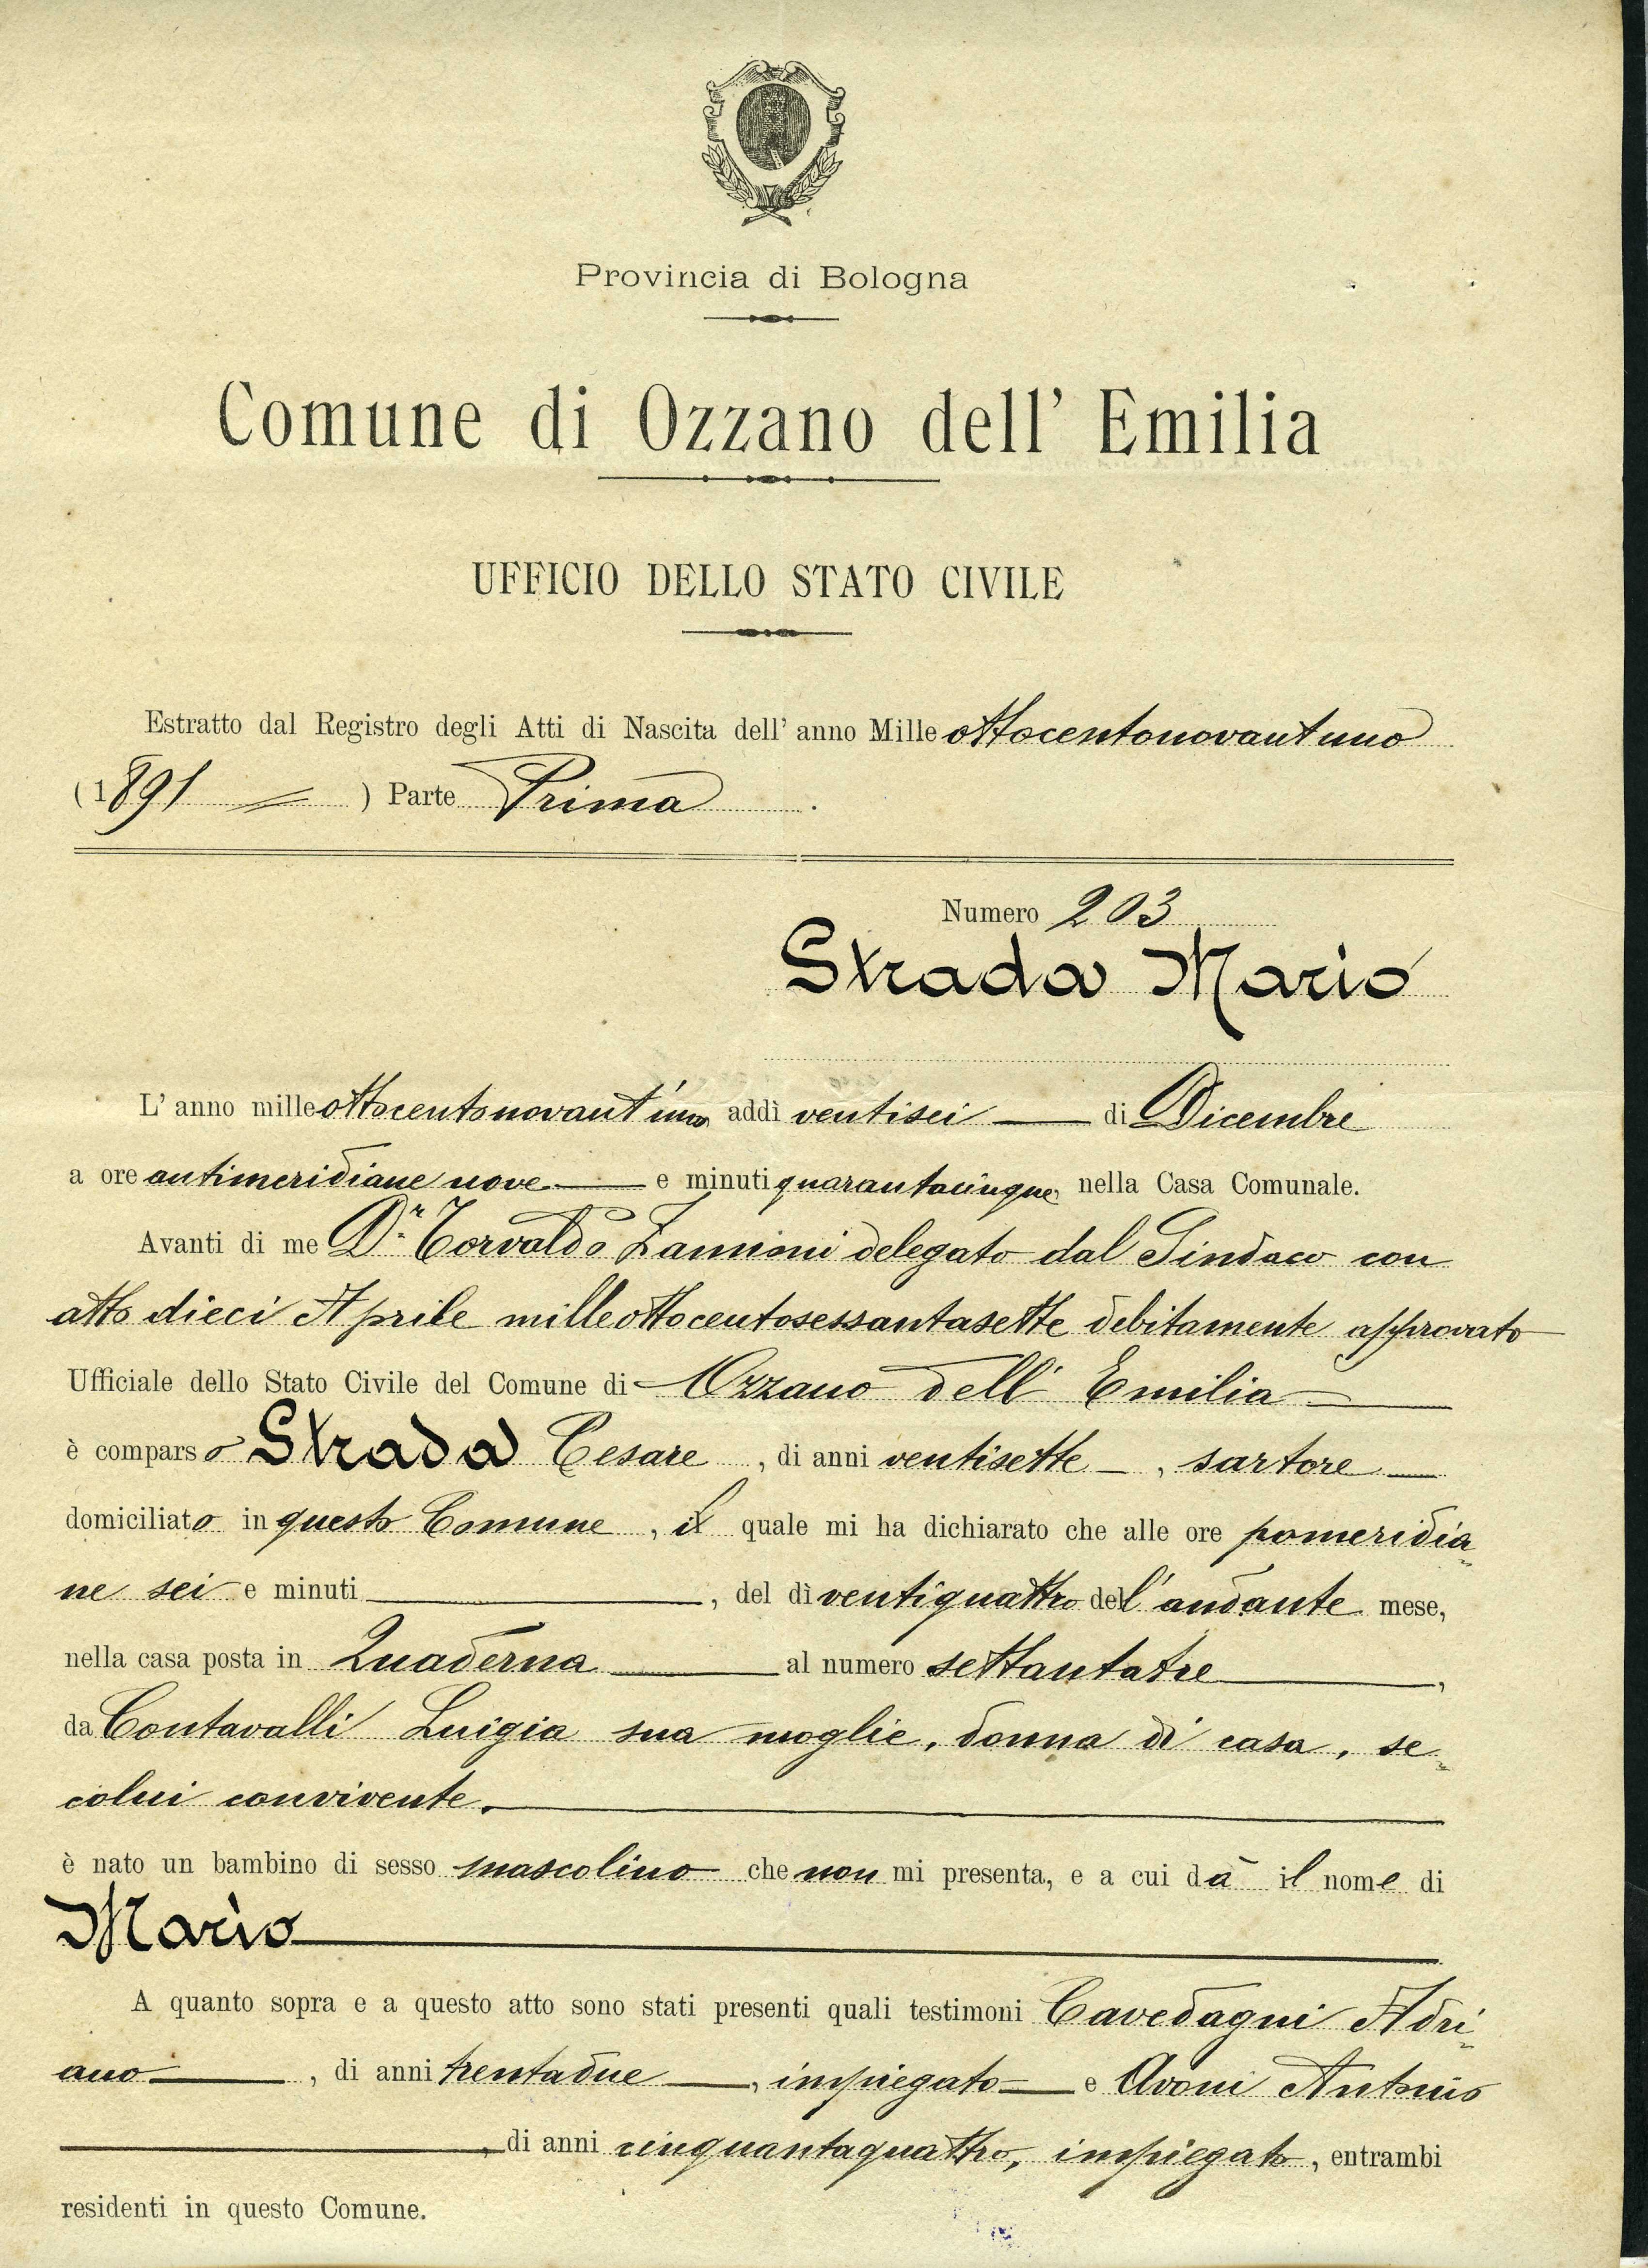 Provincia di Bologna
Comune di Ozzano dell' Emilia
UFFICIO DELLO STATO CIVILE
Estratto dal Registro degli Atti di Nascita dell' anno Mille ottocentonovantuno
(1891 ) Parte Prima .
Numero 203
Strada Mario
L' anno mille ottocentonovantuno addì ventisei di Dicembre
a ore antimeridiane nove e minuti quarantacinque, nella Casa Comunale.
Avanti di me Dr. Torvaldo Zannoni delegato dal Sindaco con
atto dieci Aprile milleottocentosessantasette debitamente approvato
Ufficiale dello Stato Civile del Comune di Ozzano dell' Emilia
è comparso Strada Cesare , di anni ventisette , sartore
domiciliato in questo Comune , il quale mi ha dichiarato che alle ore pomeridia
ne sei e minuti , del dì ventiquattro dell' andante mese,
nella casa posta in Quaderna al numero settantatre ,
da Contavalli Luigia sua moglie, donna di casa, se
colui convivente.
è nato un bambino di sesso mascolino che non mi presenta, e a cui dà il nome di
Mario
A quanto sopra e a questo atto sono stati presenti quali testimoni Cavedagni Adri
ano , di anni trentadue , impiegato e Avoni Antonio
, di anni cinquantaquattro, impiegato, entrambi
residenti in questo Comune.